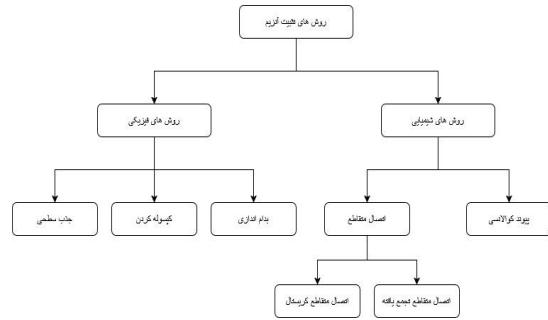 روش های تثبیت آنزیم
روش های شیمیایی
روش های فیزیکی
پیوند کوالانسی
اتصال متقاطع
بدام اندازی
کپسوله کردن
جذب سطحی
اتصال متقاطع تجمع یافته
اتصال متقاطع کریستال